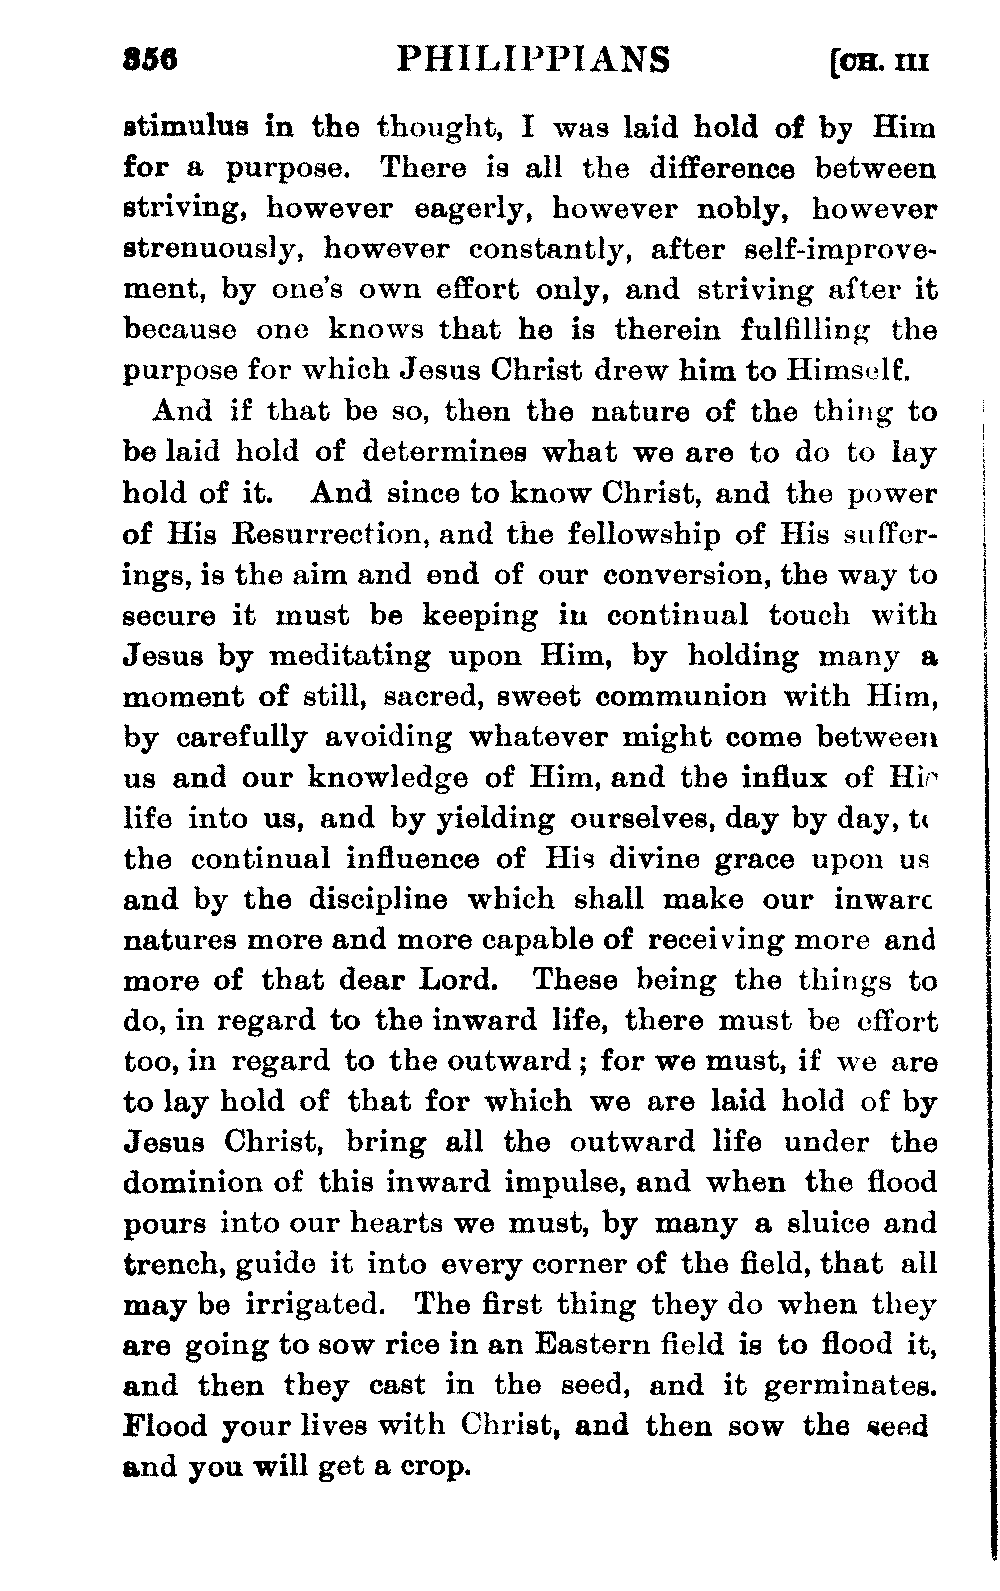 356 PHILIPPIANS [CH. III
stimulus in the thought, I was laid hold of by Him
for a purpose. There is all the difference between
striving, however eagerly, however nobly, however
strenuously, however constantly, after self-improve-
ment, by one's own effort only, and striving after it
because one knows that he is therein fulfilling the
purpose for which Jesus Christ drew him to Himself.
And if that be so, then the nature of the thing to
be laid hold of determines what we are to do to lay
hold of it. And since to know Christ, and the power
of His Resurrection, and the fellowship of His suffer-
ings, is the aim and end of our conversion, the way to
secure it must be keeping in continual touch with
Jesus by meditating upon Him, by holding many a
moment of still, sacred, sweet communion with Him,
by carefully avoiding whatever might come between
us and our knowledge of Him, and the influx of His
life into us, and by yielding ourselves, day by day, to
the continual influence of His divine grace upon us
and by the discipline which shall make our inward
natures more and more capable of receiving more and
more of that dear Lord. These being the things to
do, in regard to the inward life, there must be effort
too, in regard to the outward; for we must, if we are
to lay hold of that for which we are laid hold of by
Jesus Christ, bring all the outward life under the
dominion of this inward impulse, and when the flood
pours into our hearts we must, by many a sluice and
trench, guide it into every corner of the field, that all
may be irrigated. The first thing they do when they
are going to sow rice in an Eastern field is to flood it,
and then they cast in the seed, and it germinates.
Flood your lives with Christ, and then sow the seed
and you will get a crop.